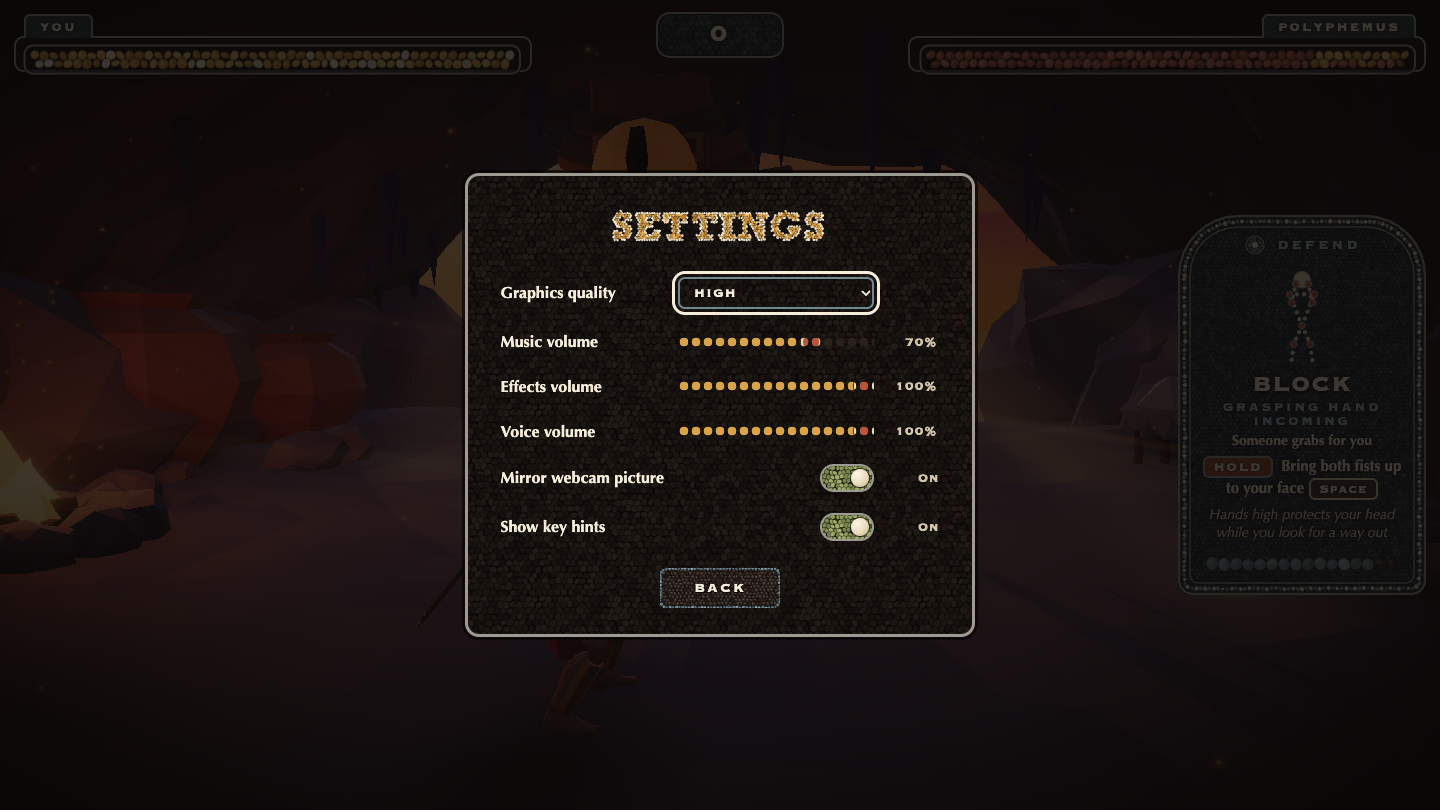 YOU
0
POLYPHEMUS
SETTINGS
Graphics quality HIGH
Music volume 70%
Effects volume 100%
Voice volume 100%
Mirror webcam picture ON
Show key hints ON
BACK
DEFEND
BLOCK
GRASPING HAND
INCOMING
Someone grabs for you
HOLD Bring both fists up
to your face SPACE
Hands high protects your head
while you look for a way out